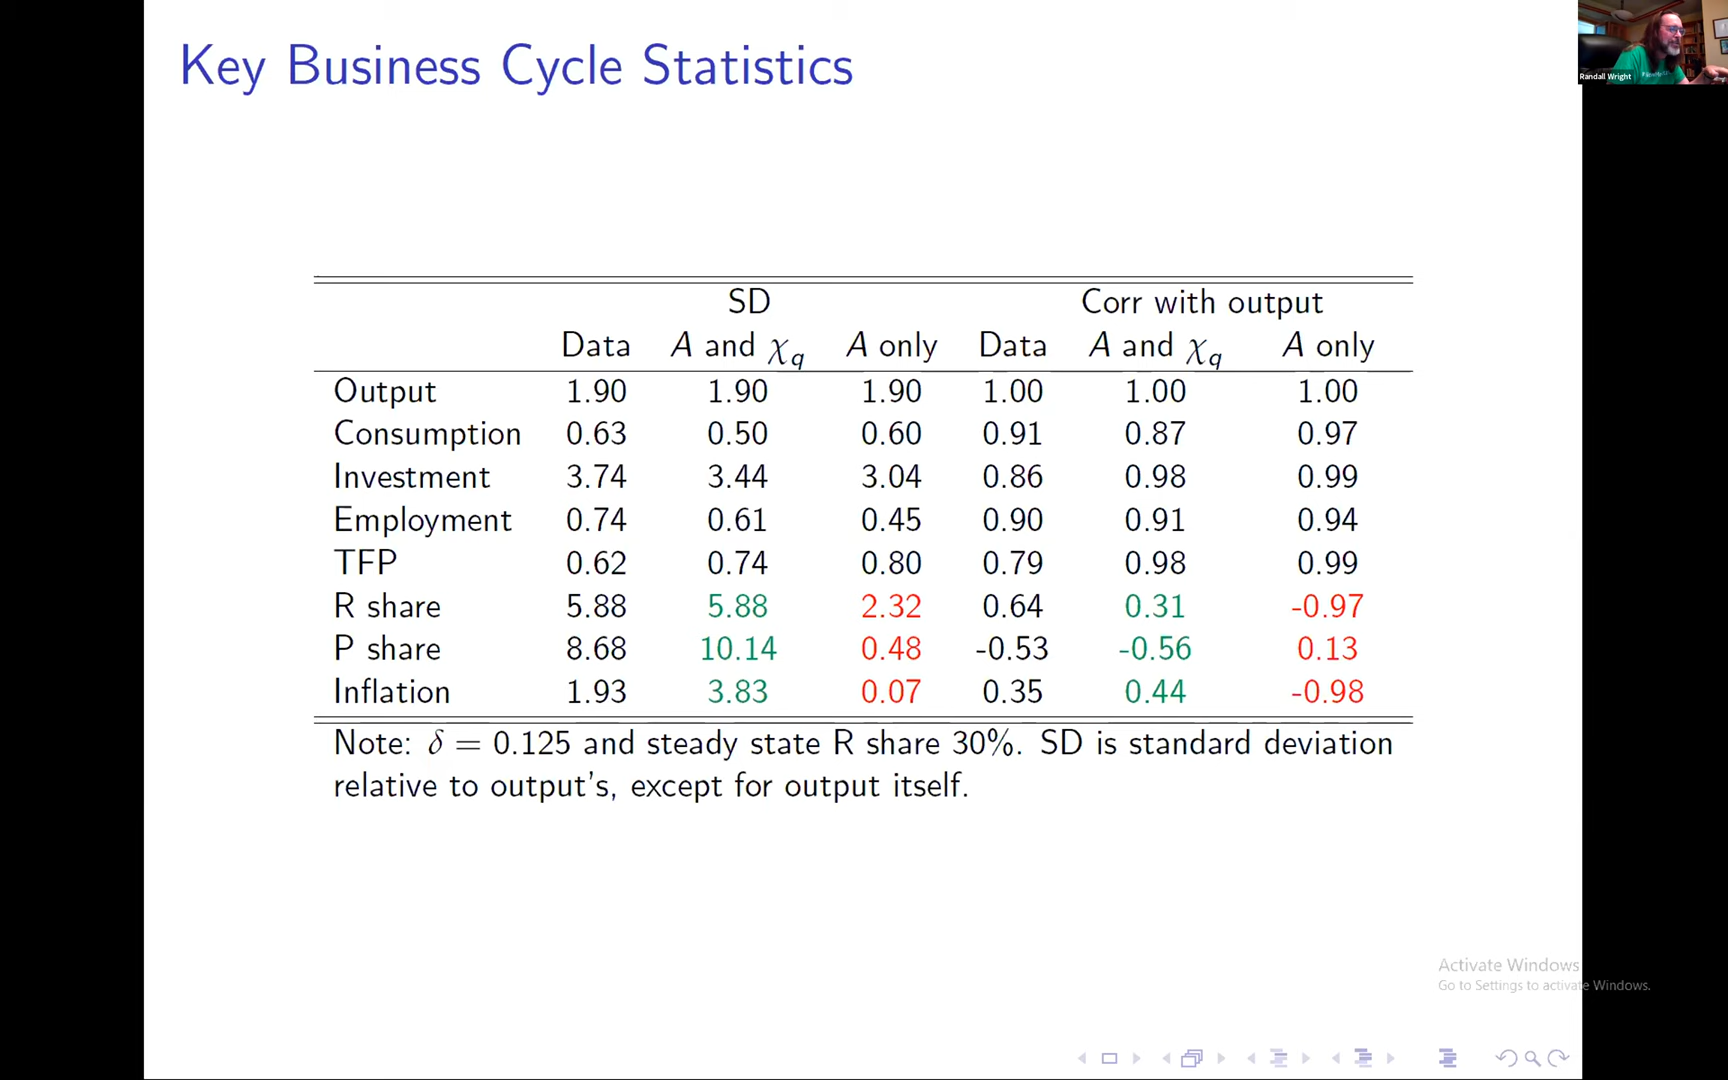 Key Business Cycle Statistics
Randall Wright
SD Corr with output
Data A and χq A only Data A and χq A only
Output 1.90 1.90 1.90 1.00 1.00 1.00
Consumption 0.63 0.50 0.60 0.91 0.87 0.97
Investment 3.74 3.44 3.04 0.86 0.98 0.99
Employment 0.74 0.61 0.45 0.90 0.91 0.94
TFP 0.62 0.74 0.80 0.79 0.98 0.99
R share 5.88 5.88 2.32 0.64 0.31 -0.97
P share 8.68 10.14 0.48 -0.53 -0.56 0.13
Inflation 1.93 3.83 0.07 0.35 0.44 -0.98
Note: δ = 0.125 and steady state R share 30%. SD is standard deviation
relative to output's, except for output itself.
Activate Windows
Go to Settings to activate Windows.